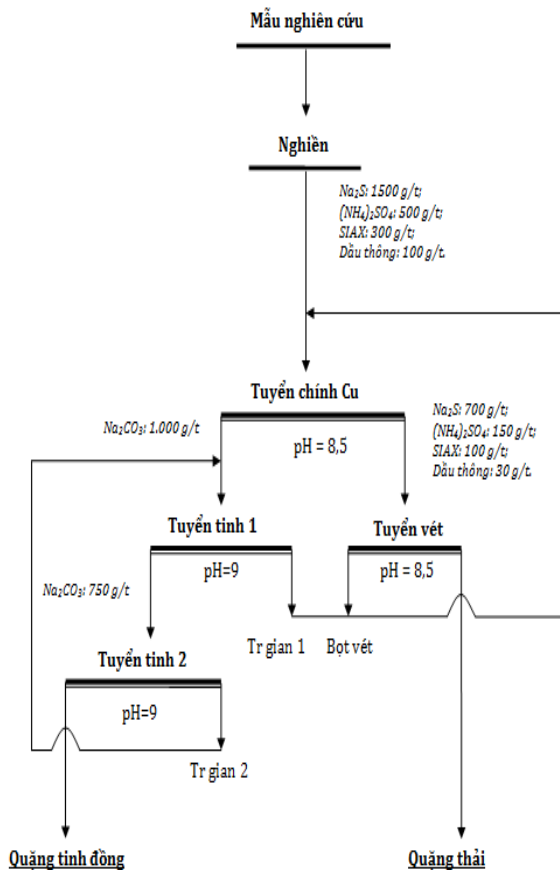 Mẫu nghiên cứu
Nghiền
Na₂S: 1500 g/t;
(NH₄)₂SO₄: 500 g/t;
SIAX: 300 g/t;
Dầu thông: 100 g/t.
Tuyển chính Cu
pH = 8,5
Na₂CO₃: 1.000 g/t
Na₂S: 700 g/t;
(NH₄)₂SO4: 150 g/t;
SIAX: 100 g/t;
Dầu thông: 30 g/t.
Tuyển tinh 1
pH=9
Tuyển vét
pH = 8,5
Na₂CO₃: 750 g/t
Tr gian 1
Bọt vét
Tuyển tinh 2
pH=9
Tr gian 2
Quặng tinh đồng
Quặng thải